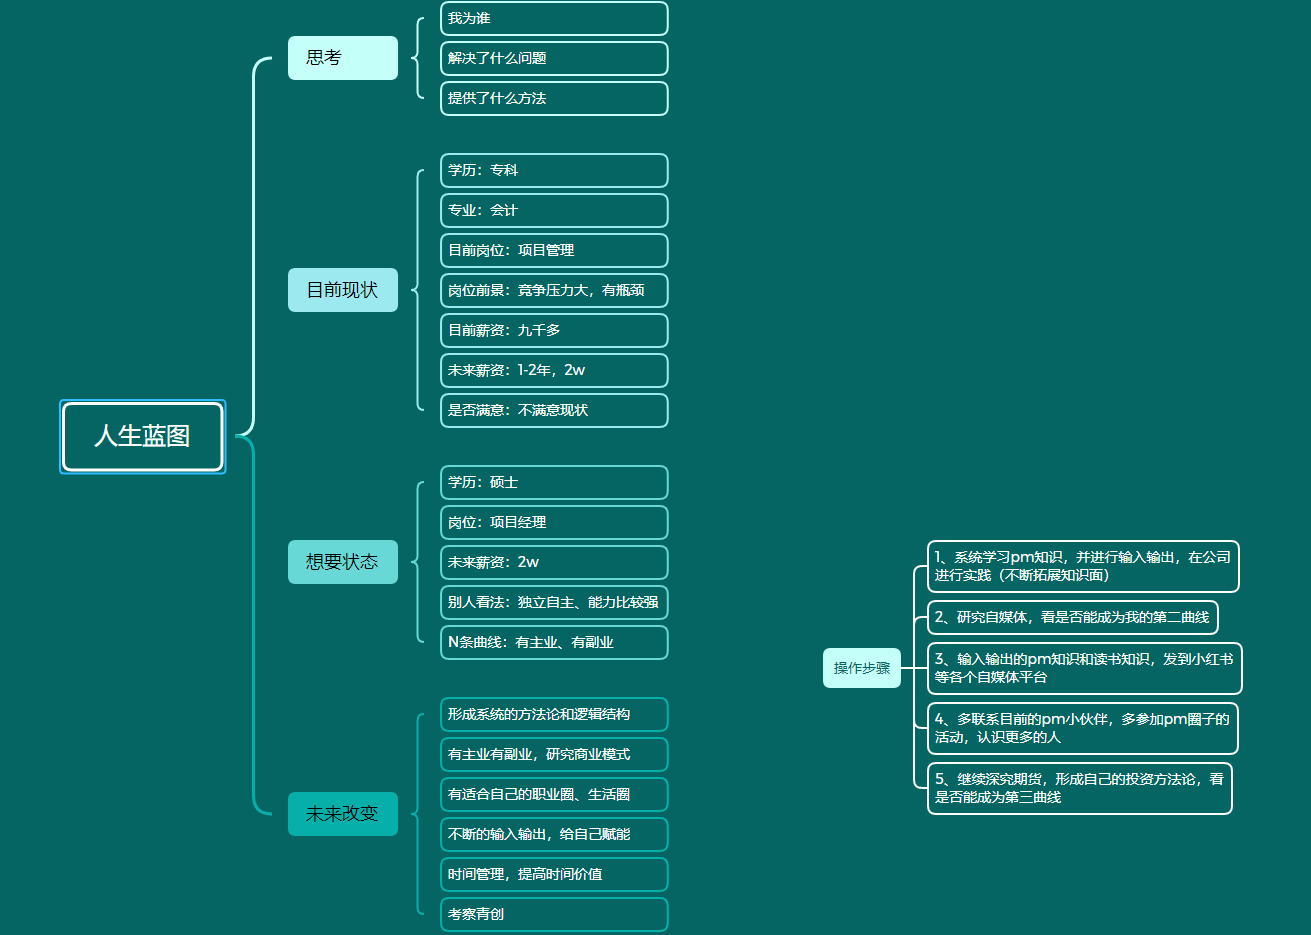 人生蓝图
思考
我为谁
解决了什么问题
提供了什么方法
目前现状
学历：专科
专业：会计
目前岗位：项目管理
岗位前景：竞争压力大，有瓶颈
目前薪资：九千多
未来薪资：1-2年，2w
是否满意：不满意现状
想要状态
学历：硕士
岗位：项目经理
未来薪资：2w
别人看法：独立自主、能力比较强
N条曲线：有主业、有副业
未来改变
形成系统的方法论和逻辑结构
有主业有副业，研究商业模式
有适合自己的职业圈、生活圈
不断的输入输出，给自己赋能
时间管理，提高时间价值
考察青创
操作步骤
1、系统学习pm知识，并进行输入输出，在公司
进行实践（不断拓展知识面）
2、研究自媒体，看是否能成为我的第二曲线
3、输入输出的pm知识和读书知识，发到小红书
等各个自媒体平台
4、多联系目前的pm小伙伴，多参加pm圈子的
活动，认识更多的人
5、继续深究期货，形成自己的投资方法论，看
是否能成为第三曲线